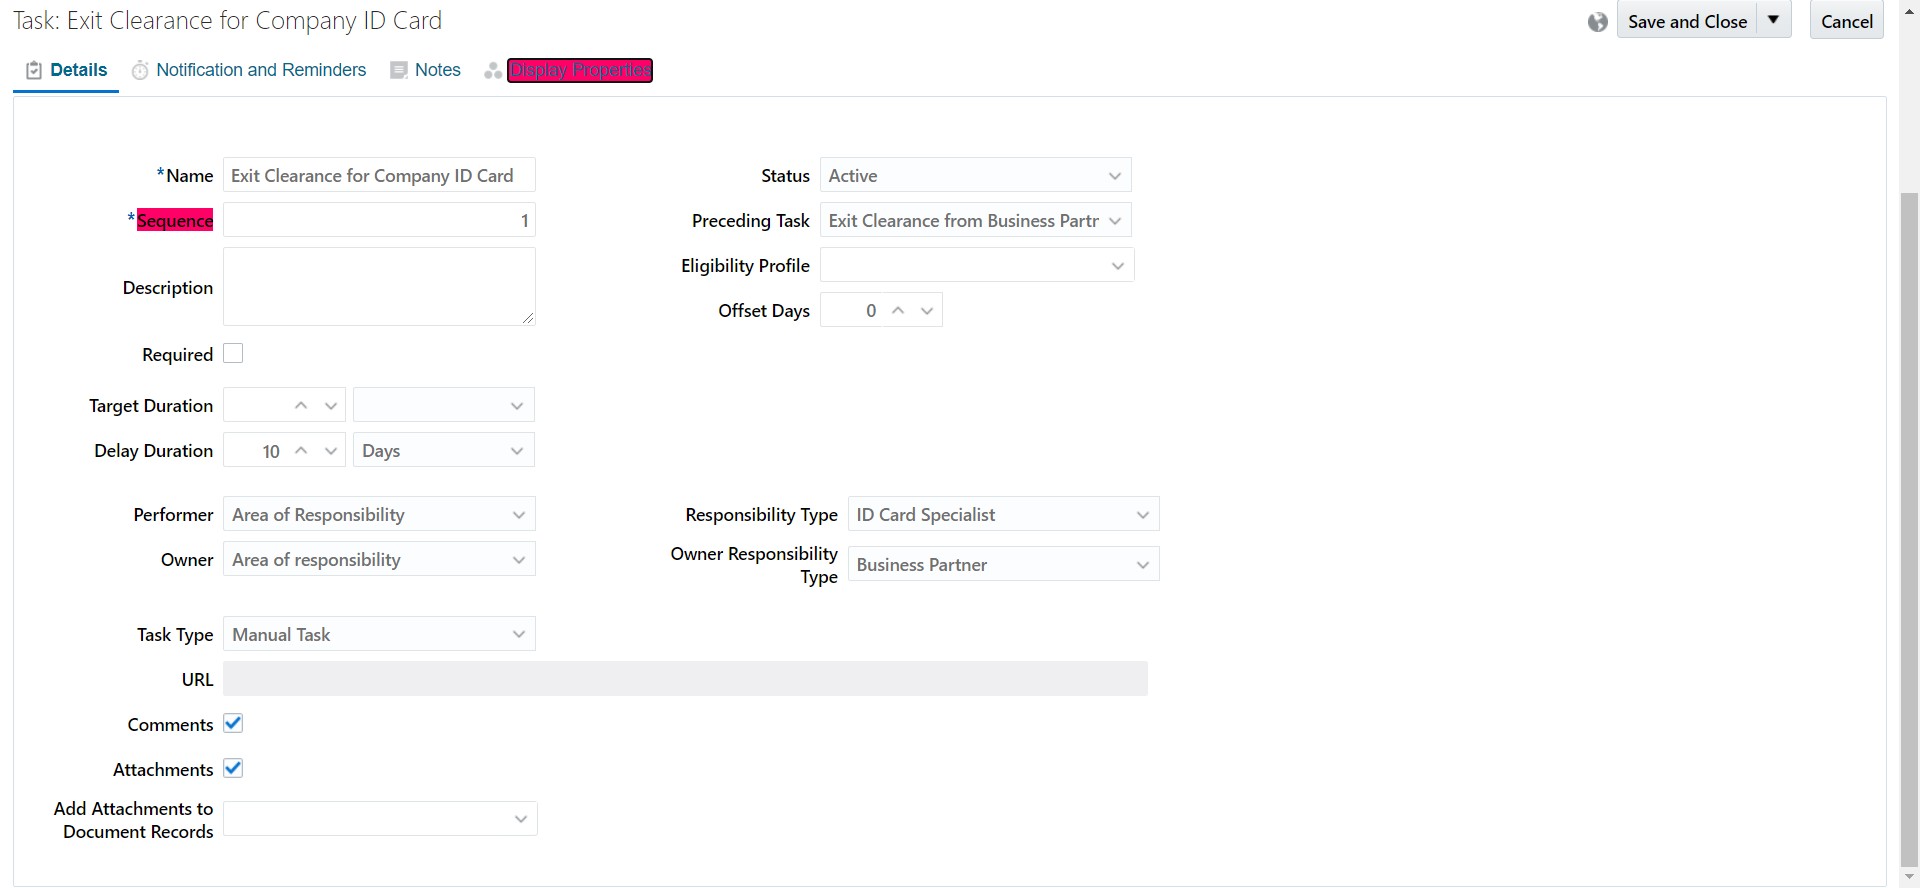 Task: Exit Clearance for Company ID Card
Save and Close
Cancel
Details
Notification and Reminders
Notes
Display Properties
*Name
Exit Clearance for Company ID Card
Status
Active
*Sequence
1
Preceding Task
Exit Clearance from Business Partr
Description
Eligibility Profile
Offset Days
0
Required
Target Duration
Delay Duration
10
Days
Performer
Area of Responsibility
Responsibility Type
ID Card Specialist
Owner
Area of responsibility
Owner Responsibility
Type
Business Partner
Task Type
Manual Task
URL
Comments
Attachments
Add Attachments to
Document Records